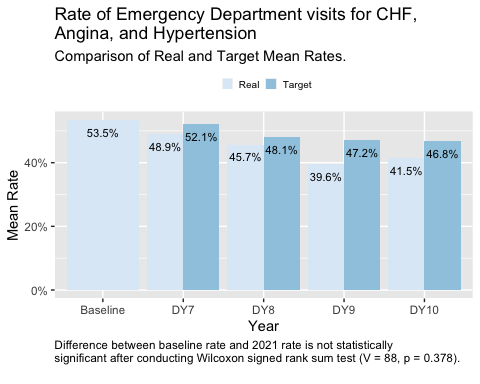 Rate of Emergency Department visits for CHF,
Angina, and Hypertension
Comparison of Real and Target Mean Rates.
Real Target
53.5%
48.9% 52.1%
45.7% 48.1%
39.6% 47.2%
41.5% 46.8%
40%
20%
0%
Mean Rate
Baseline DY7 DY8 DY9 DY10
Year
Difference between baseline rate and 2021 rate is not statistically
significant after conducting Wilcoxon signed rank sum test (V = 88, p = 0.378).